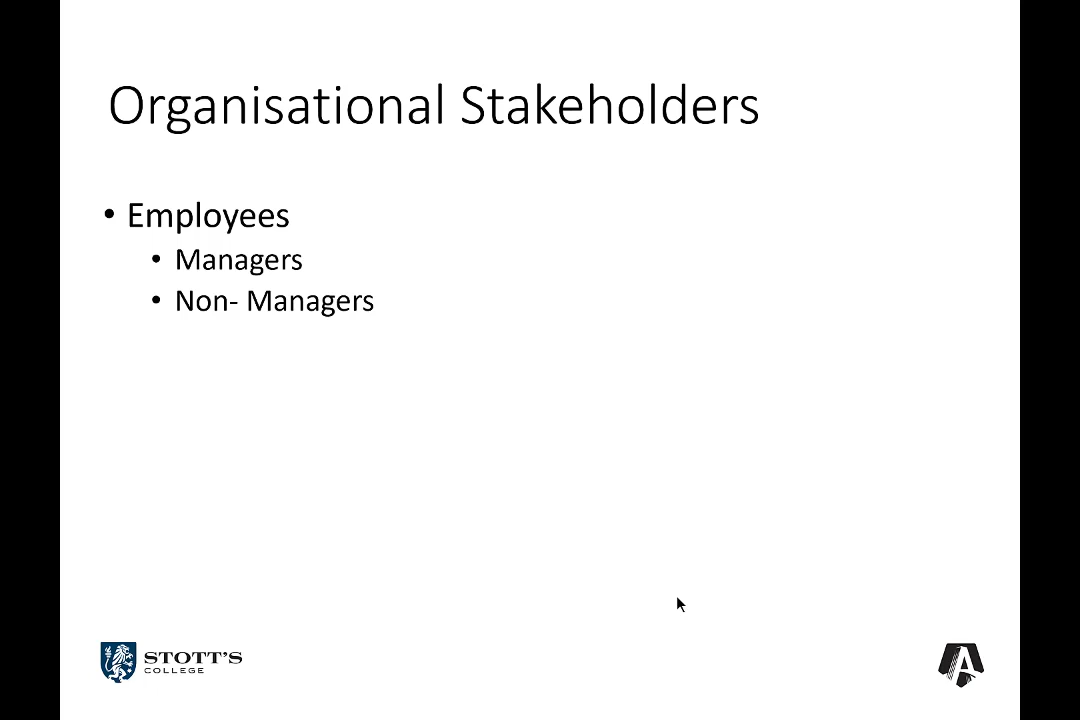 Organisational Stakeholders
• Employees
• Managers
• Non- Managers
STOTT'S
COLLEGE
A